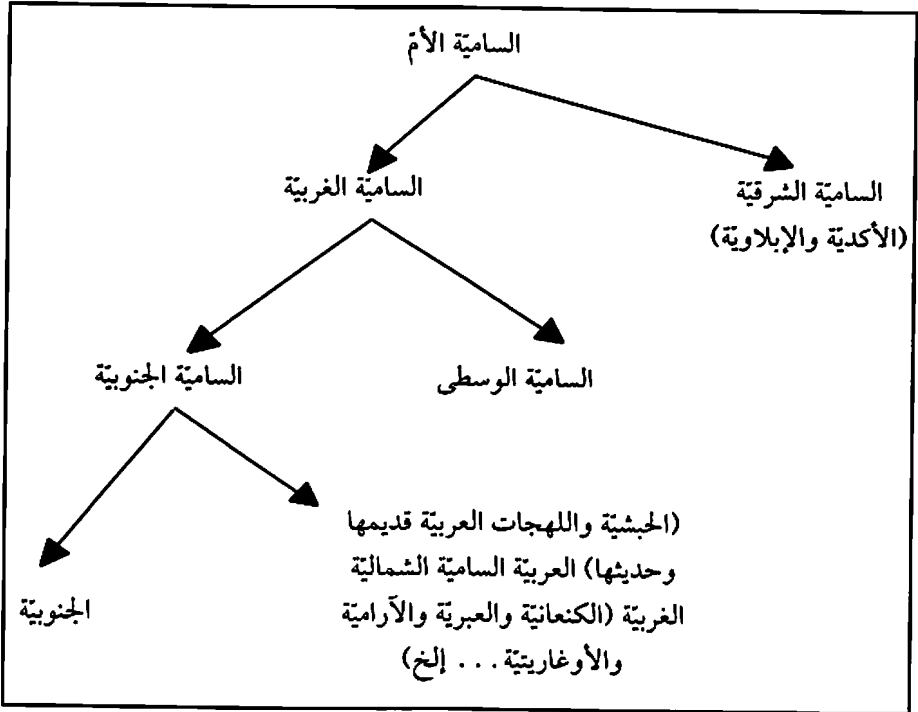 الساميّة الأمّ
الساميّة الشرقيّة
(الأكديّة والإبلاويّة)
الساميّة الغربيّة
الساميّة الوسطى
الساميّة الجنوبيّة
(الحبشيّة واللهجات العربيّة قديمها
وحديثها) العربيّة الساميّة الشماليّة
الغربيّة (الكنعانيّة والعبريّة والآراميّة
والأوغاريتيّة... إلخ)
الجنوبيّة